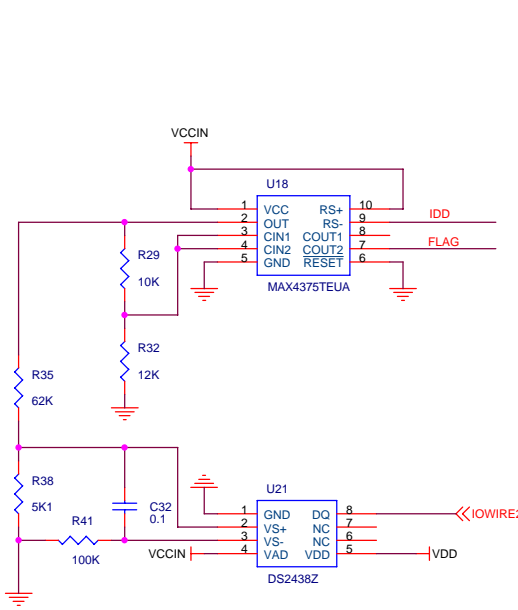 VCCIN
U18
1 VCC RS+ 10
2 OUT RS- 9 IDD
3 CIN1 COUT1 8
4 CIN2 COUT2 7 FLAG
5 GND RESET 6
MAX4375TEUA
R29
10K
R32
12K
R35
62K
R38
5K1
R41
100K
C32
0.1
U21
1 GND DQ 8 IOWIRE2
2 VS+ NC 7
3 VS- NC 6
VCCIN 4 VAD VDD 5 VDD
DS2438Z